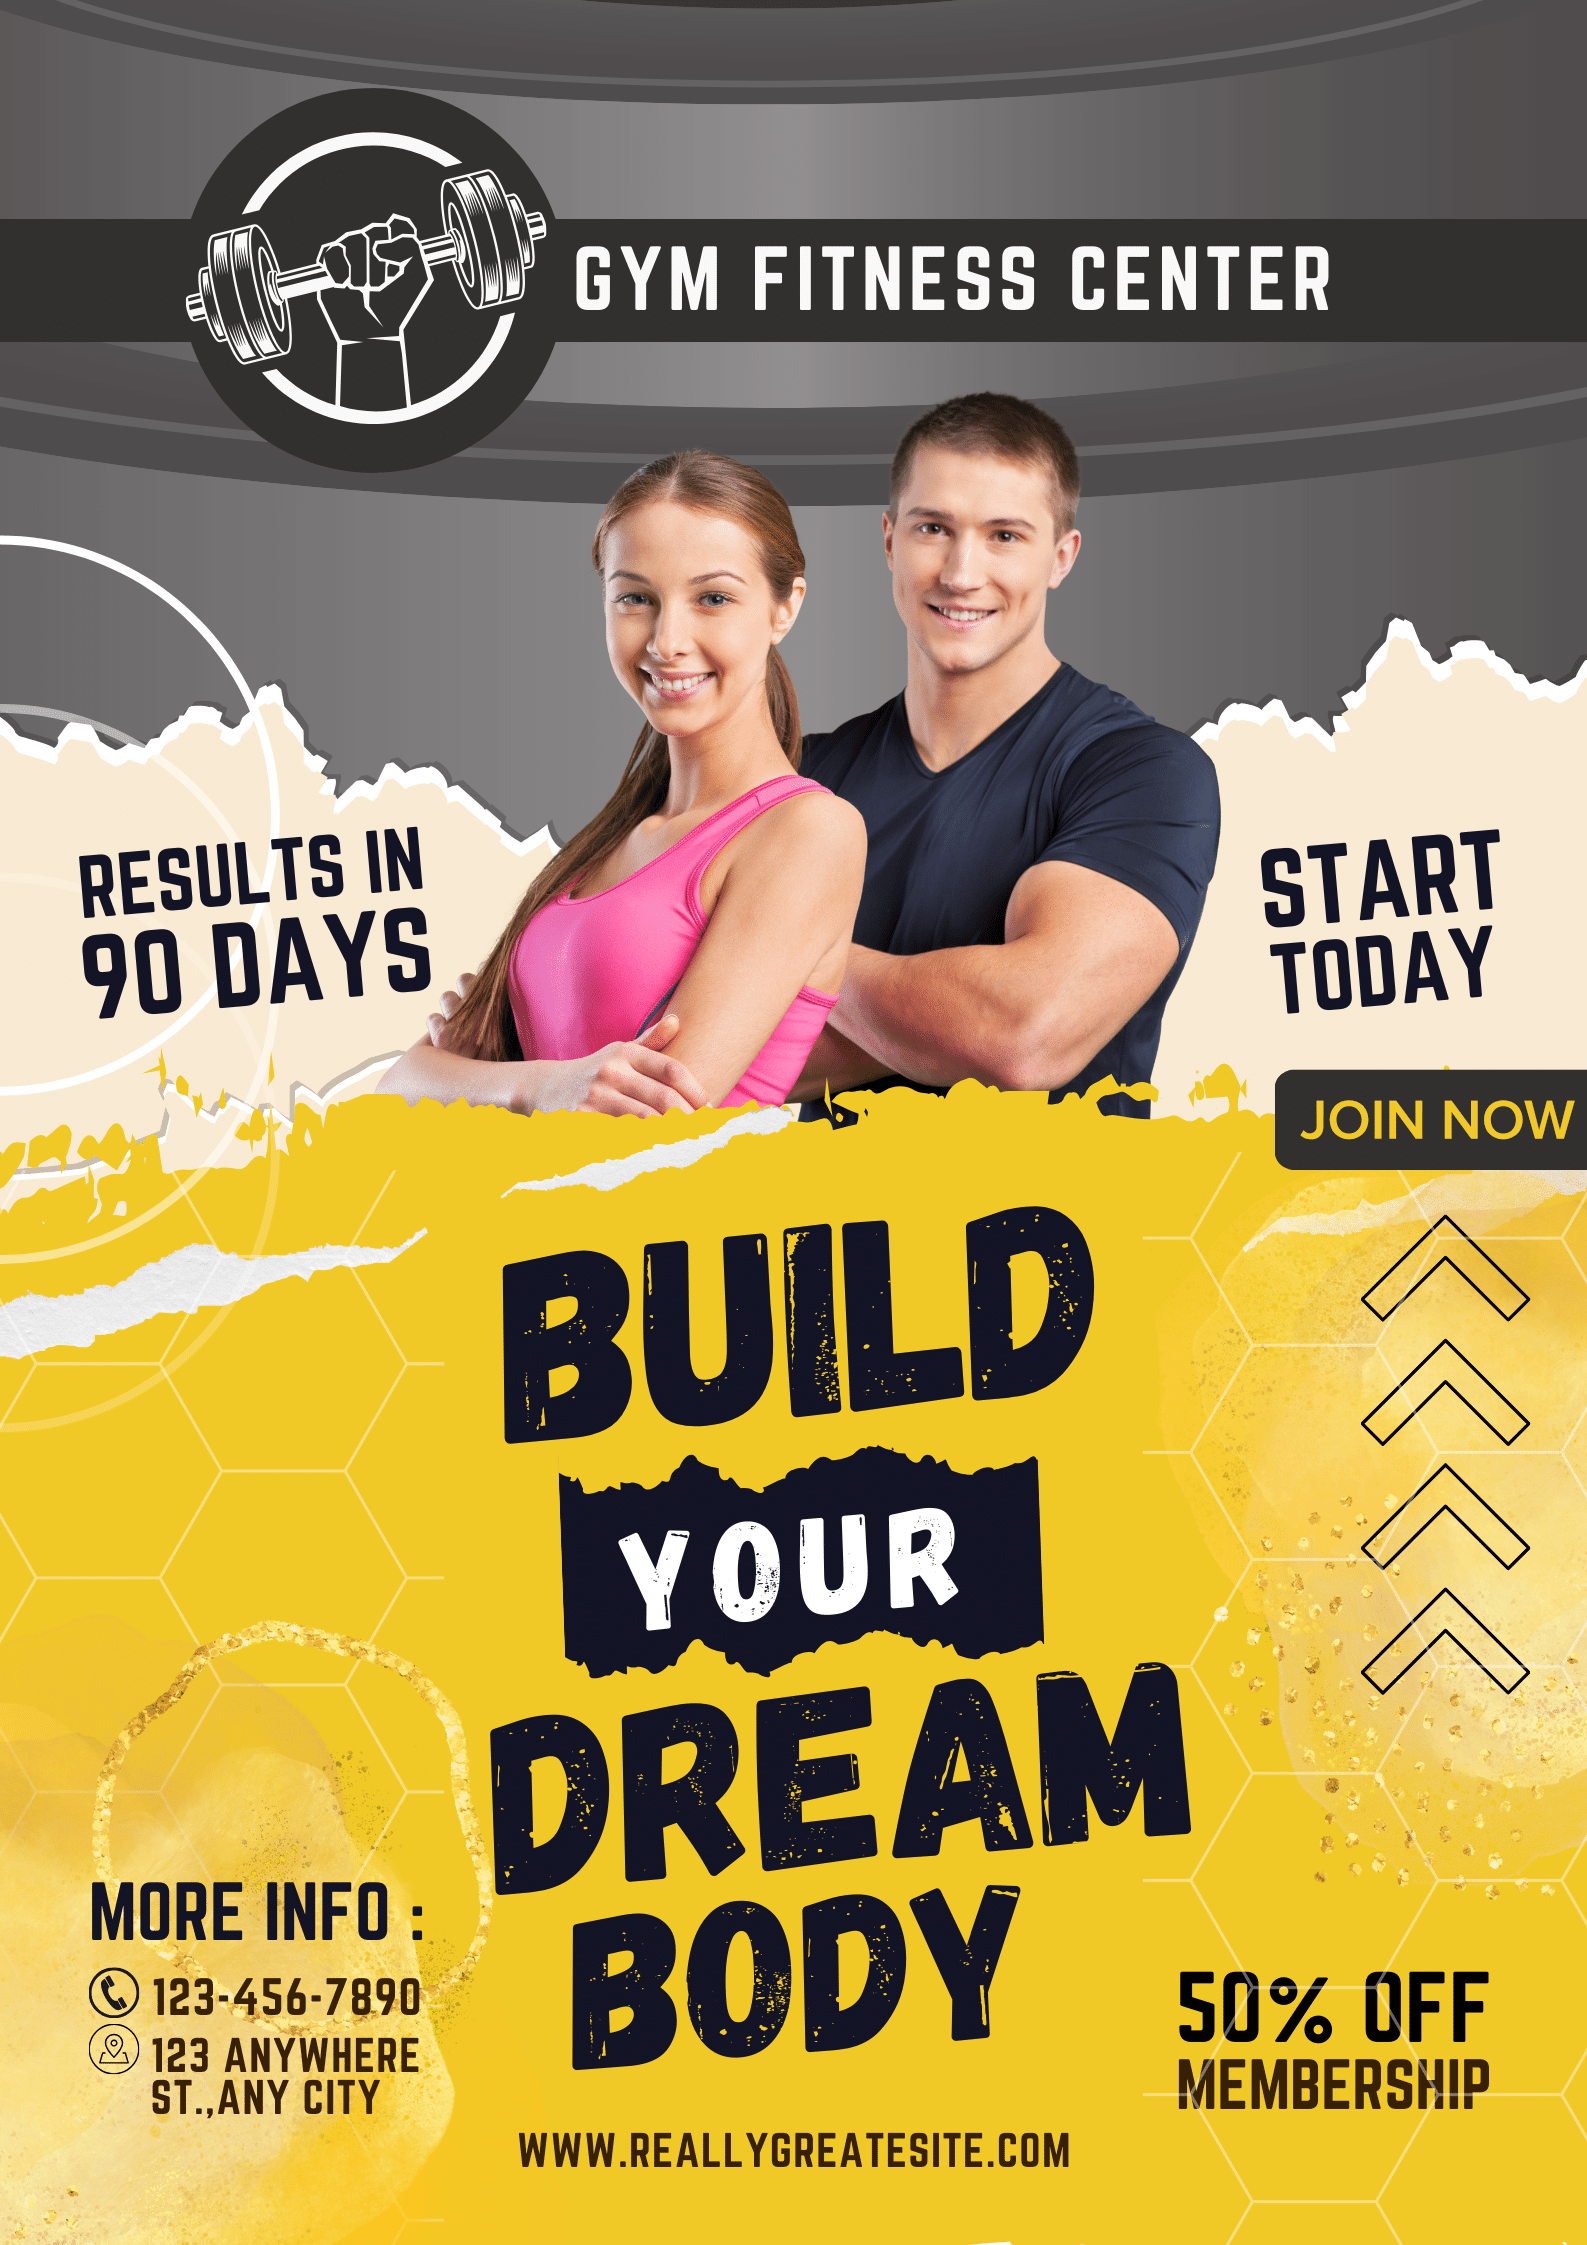 GYM FITNESS CENTER
RESULTS IN
90 DAYS
START
TODAY
JOIN NOW
BUILD
YOUR
DREAM
BODY
MORE INFO :
123-456-7890
123 ANYWHERE
ST.,ANY CITY
50% OFF
MEMBERSHIP
WWW.REALLYGREATESITE.COM